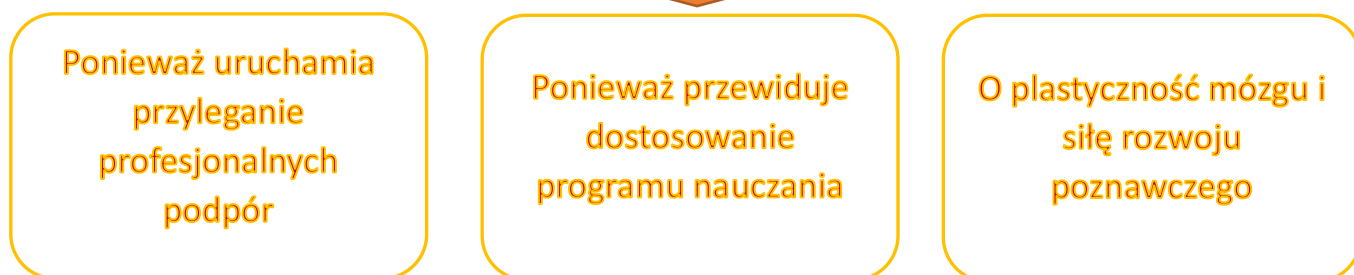 Ponieważ uruchamia
przyleganie
profesjonalnych
podpór
Ponieważ przewiduje
dostosowanie
programu nauczania
O plastyczność mózgu i
siłę rozwoju
poznawczego